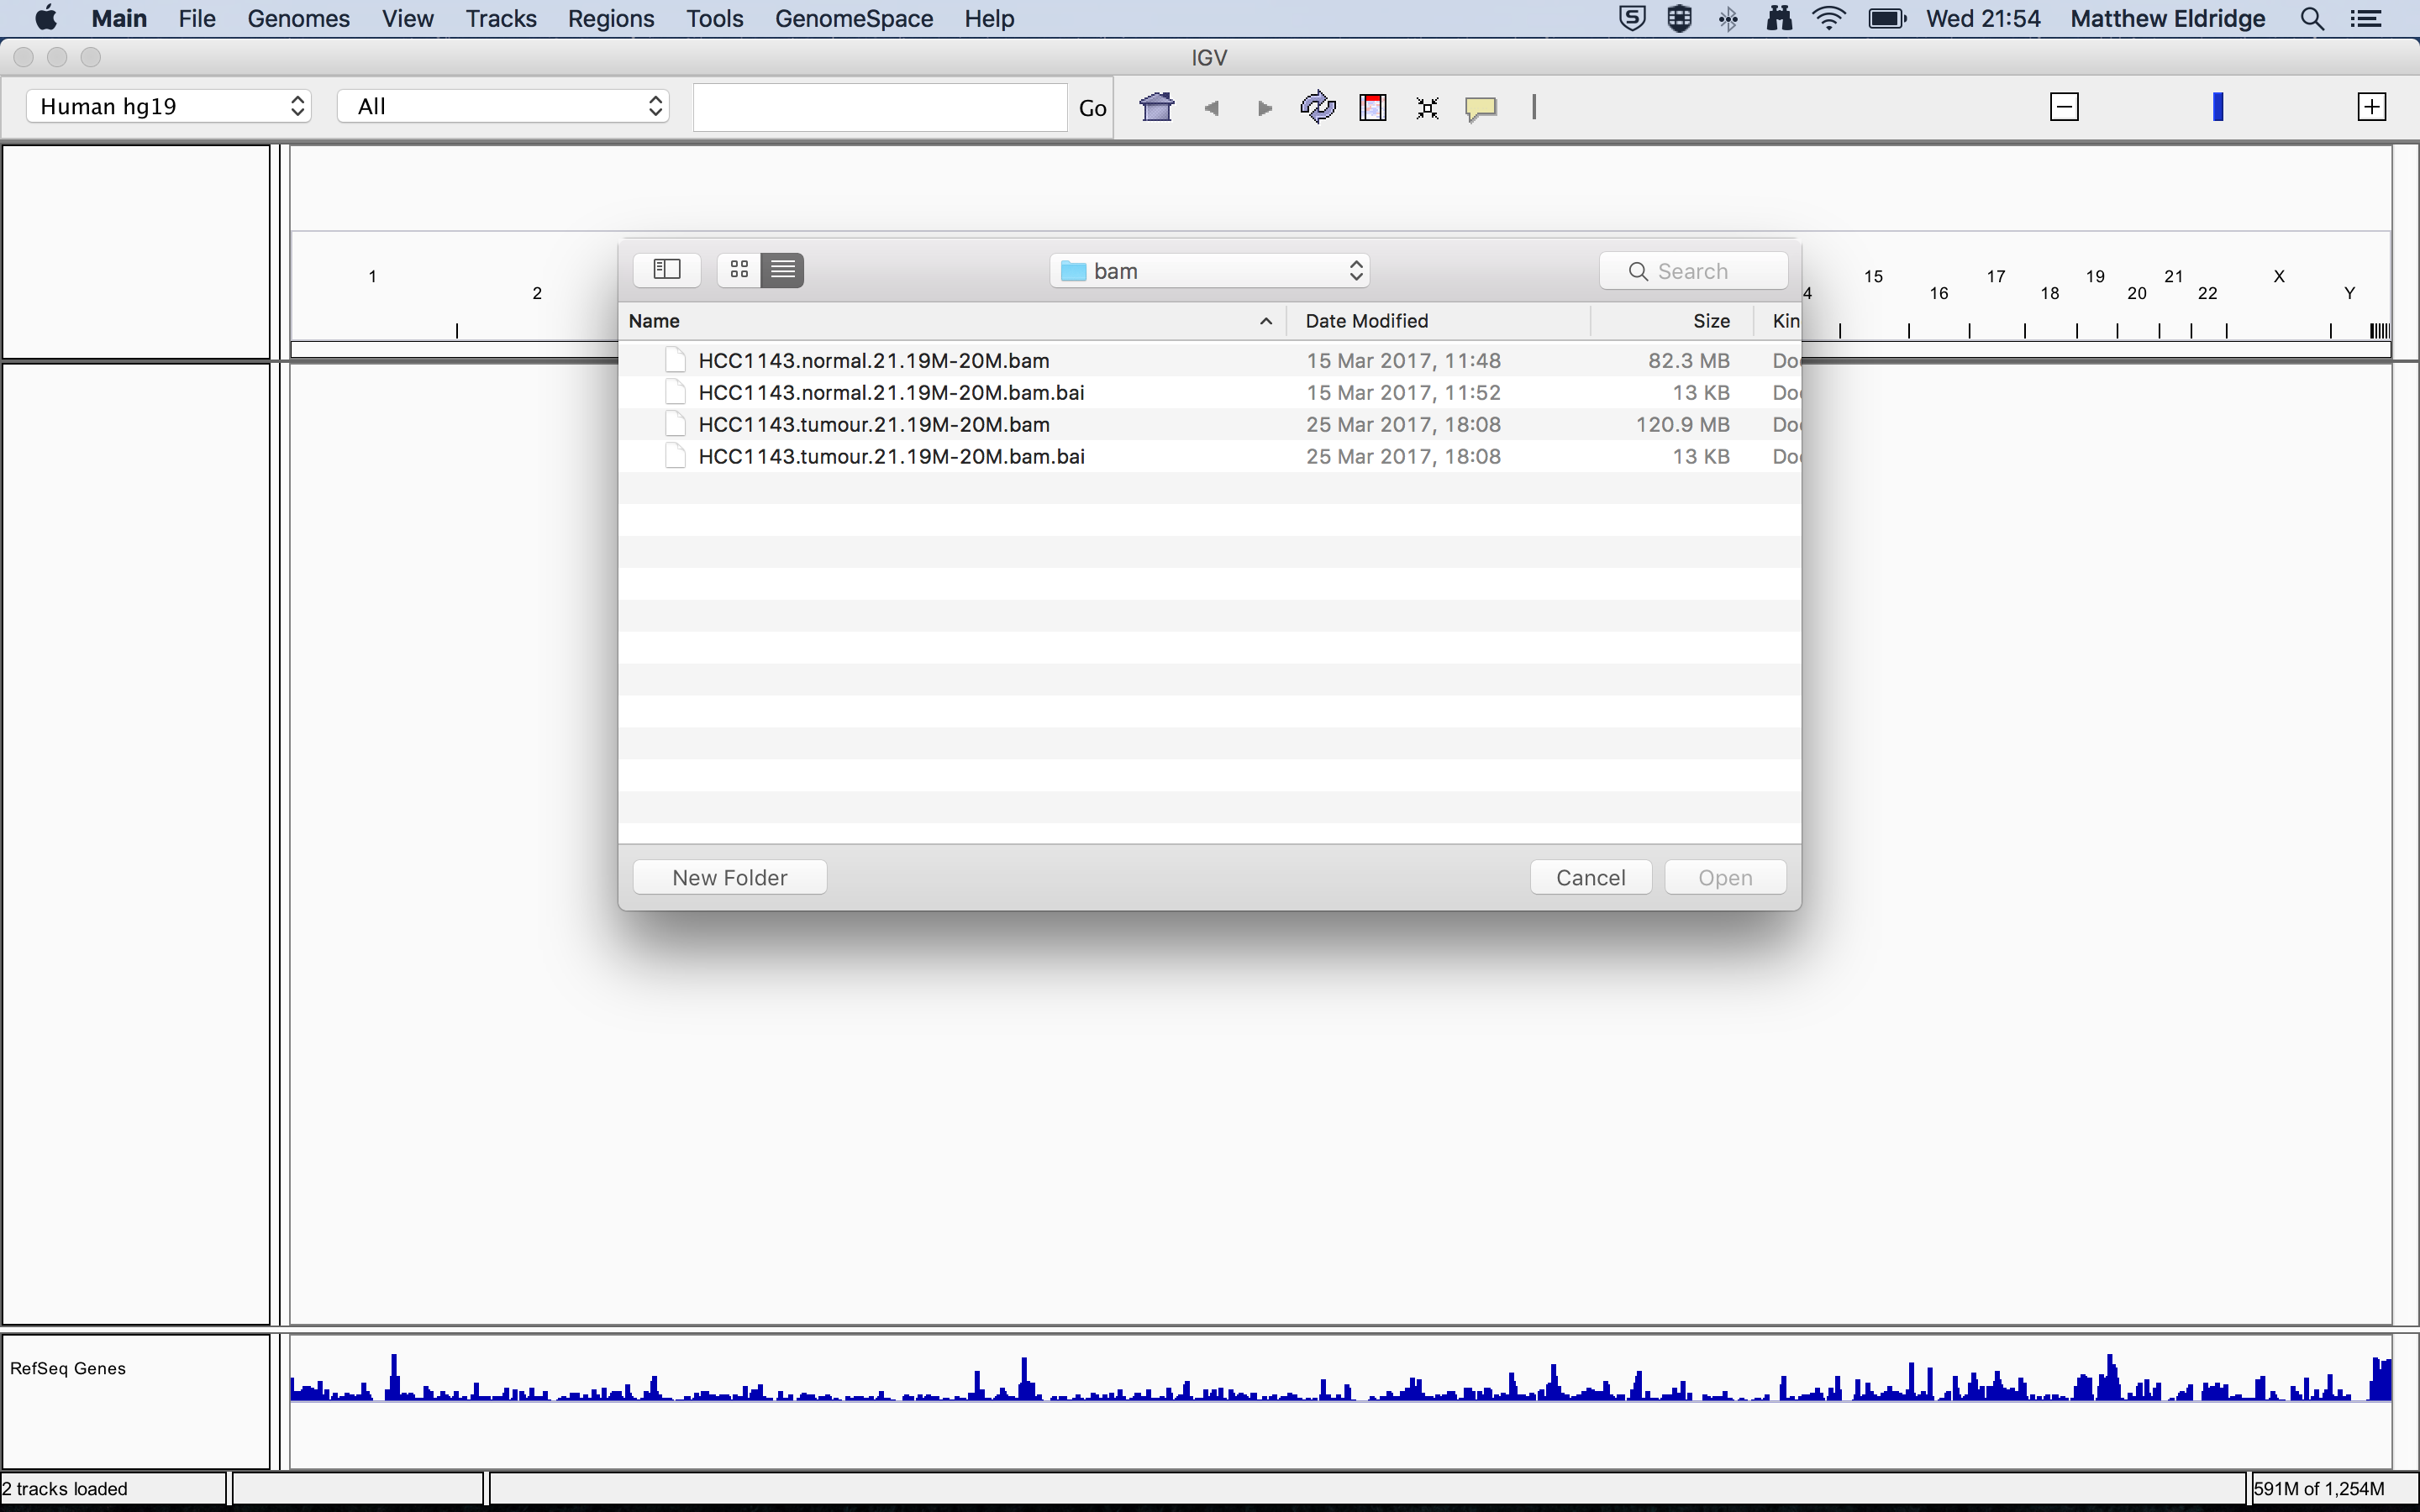 Main File Genomes View Tracks Regions Tools GenomeSpace Help Wed 21:54 Matthew Eldridge
IGV
Human hg19 All Go
bam Search
1 2 4 15 16 17 18 19 20 21 22 X Y
Name Date Modified Size Kin
HCC1143.normal.21.19M-20M.bam 15 Mar 2017, 11:48 82.3 MB Do
HCC1143.normal.21.19M-20M.bam.bai 15 Mar 2017, 11:52 13 KB Do
HCC1143.tumour.21.19M-20M.bam 25 Mar 2017, 18:08 120.9 MB Do
HCC1143.tumour.21.19M-20M.bam.bai 25 Mar 2017, 18:08 13 KB Do
New Folder Cancel Open
RefSeq Genes
2 tracks loaded 591M of 1,254M